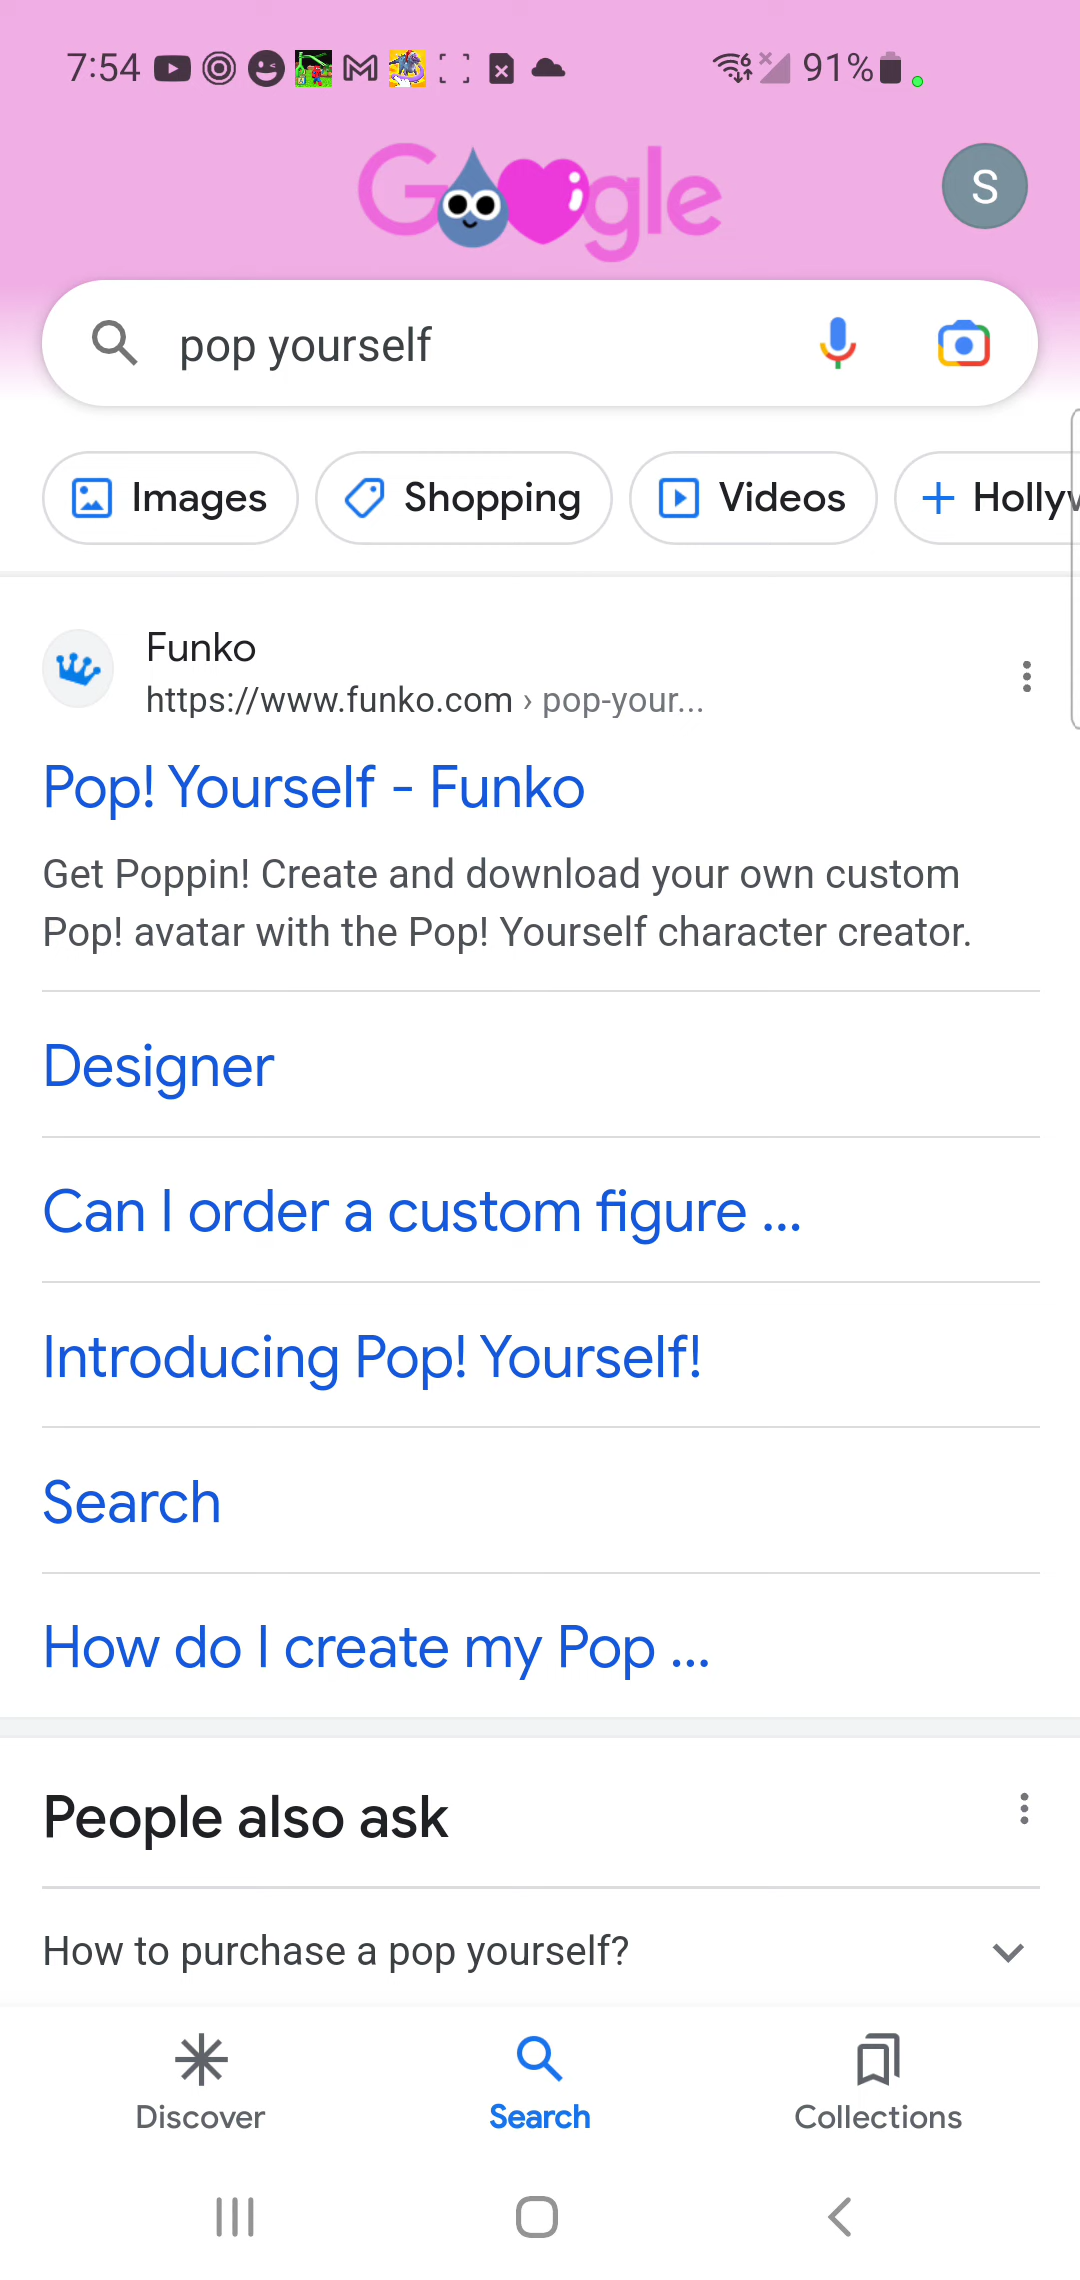 7:54
91%
Google
S
pop yourself
Images
Shopping
Videos
Holly
Funko
https://www.funko.com › pop-your...
Pop! Yourself - Funko
Get Poppin! Create and download your own custom
Pop! avatar with the Pop! Yourself character creator.
Designer
Can I order a custom figure ...
Introducing Pop! Yourself!
Search
How do I create my Pop ...
People also ask
How to purchase a pop yourself?
Discover
Search
Collections